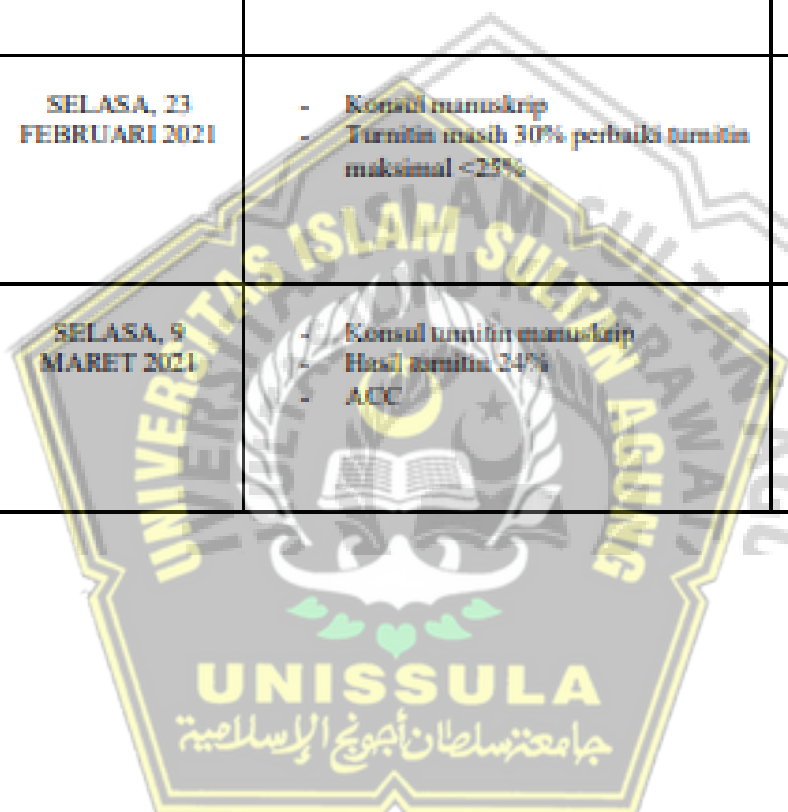 SELASA, 23
FEBRUARI 2021
- Konsul manuskrip
- Turnitin masih 30% perbaiki turnitin
maksimal <25%
SELASA, 9
MARET 2021
- Konsul turnitin manuskrip
- Hasil turnitin 24%
- ACC
UNIVERSITAS ISLAM SULTAN AGUNG
UNISSULA
جامعة سلطان أجونج الإسلامية